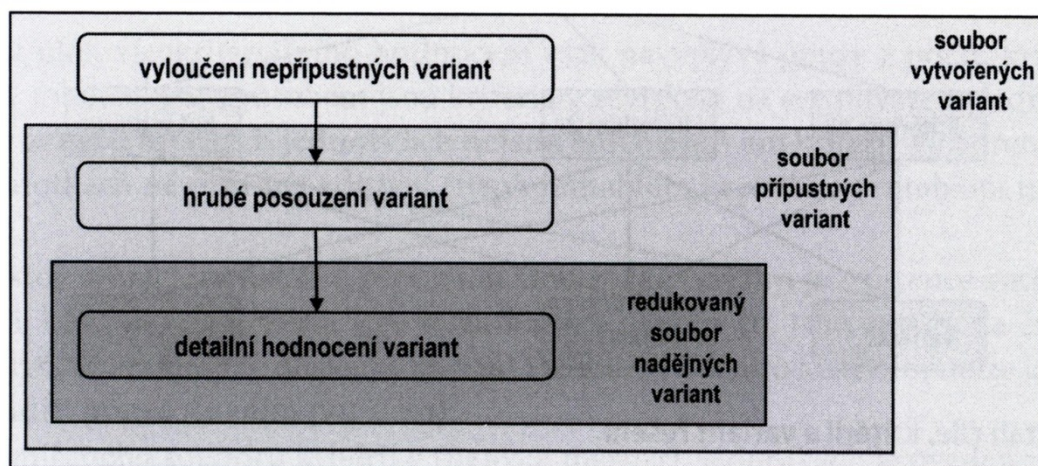 vyloučení nepřípustných variant
soubor
vytvořených
variant
hrubé posouzení variant
soubor
přípustných
variant
detailní hodnocení variant
redukovaný
soubor
nadějných
variant